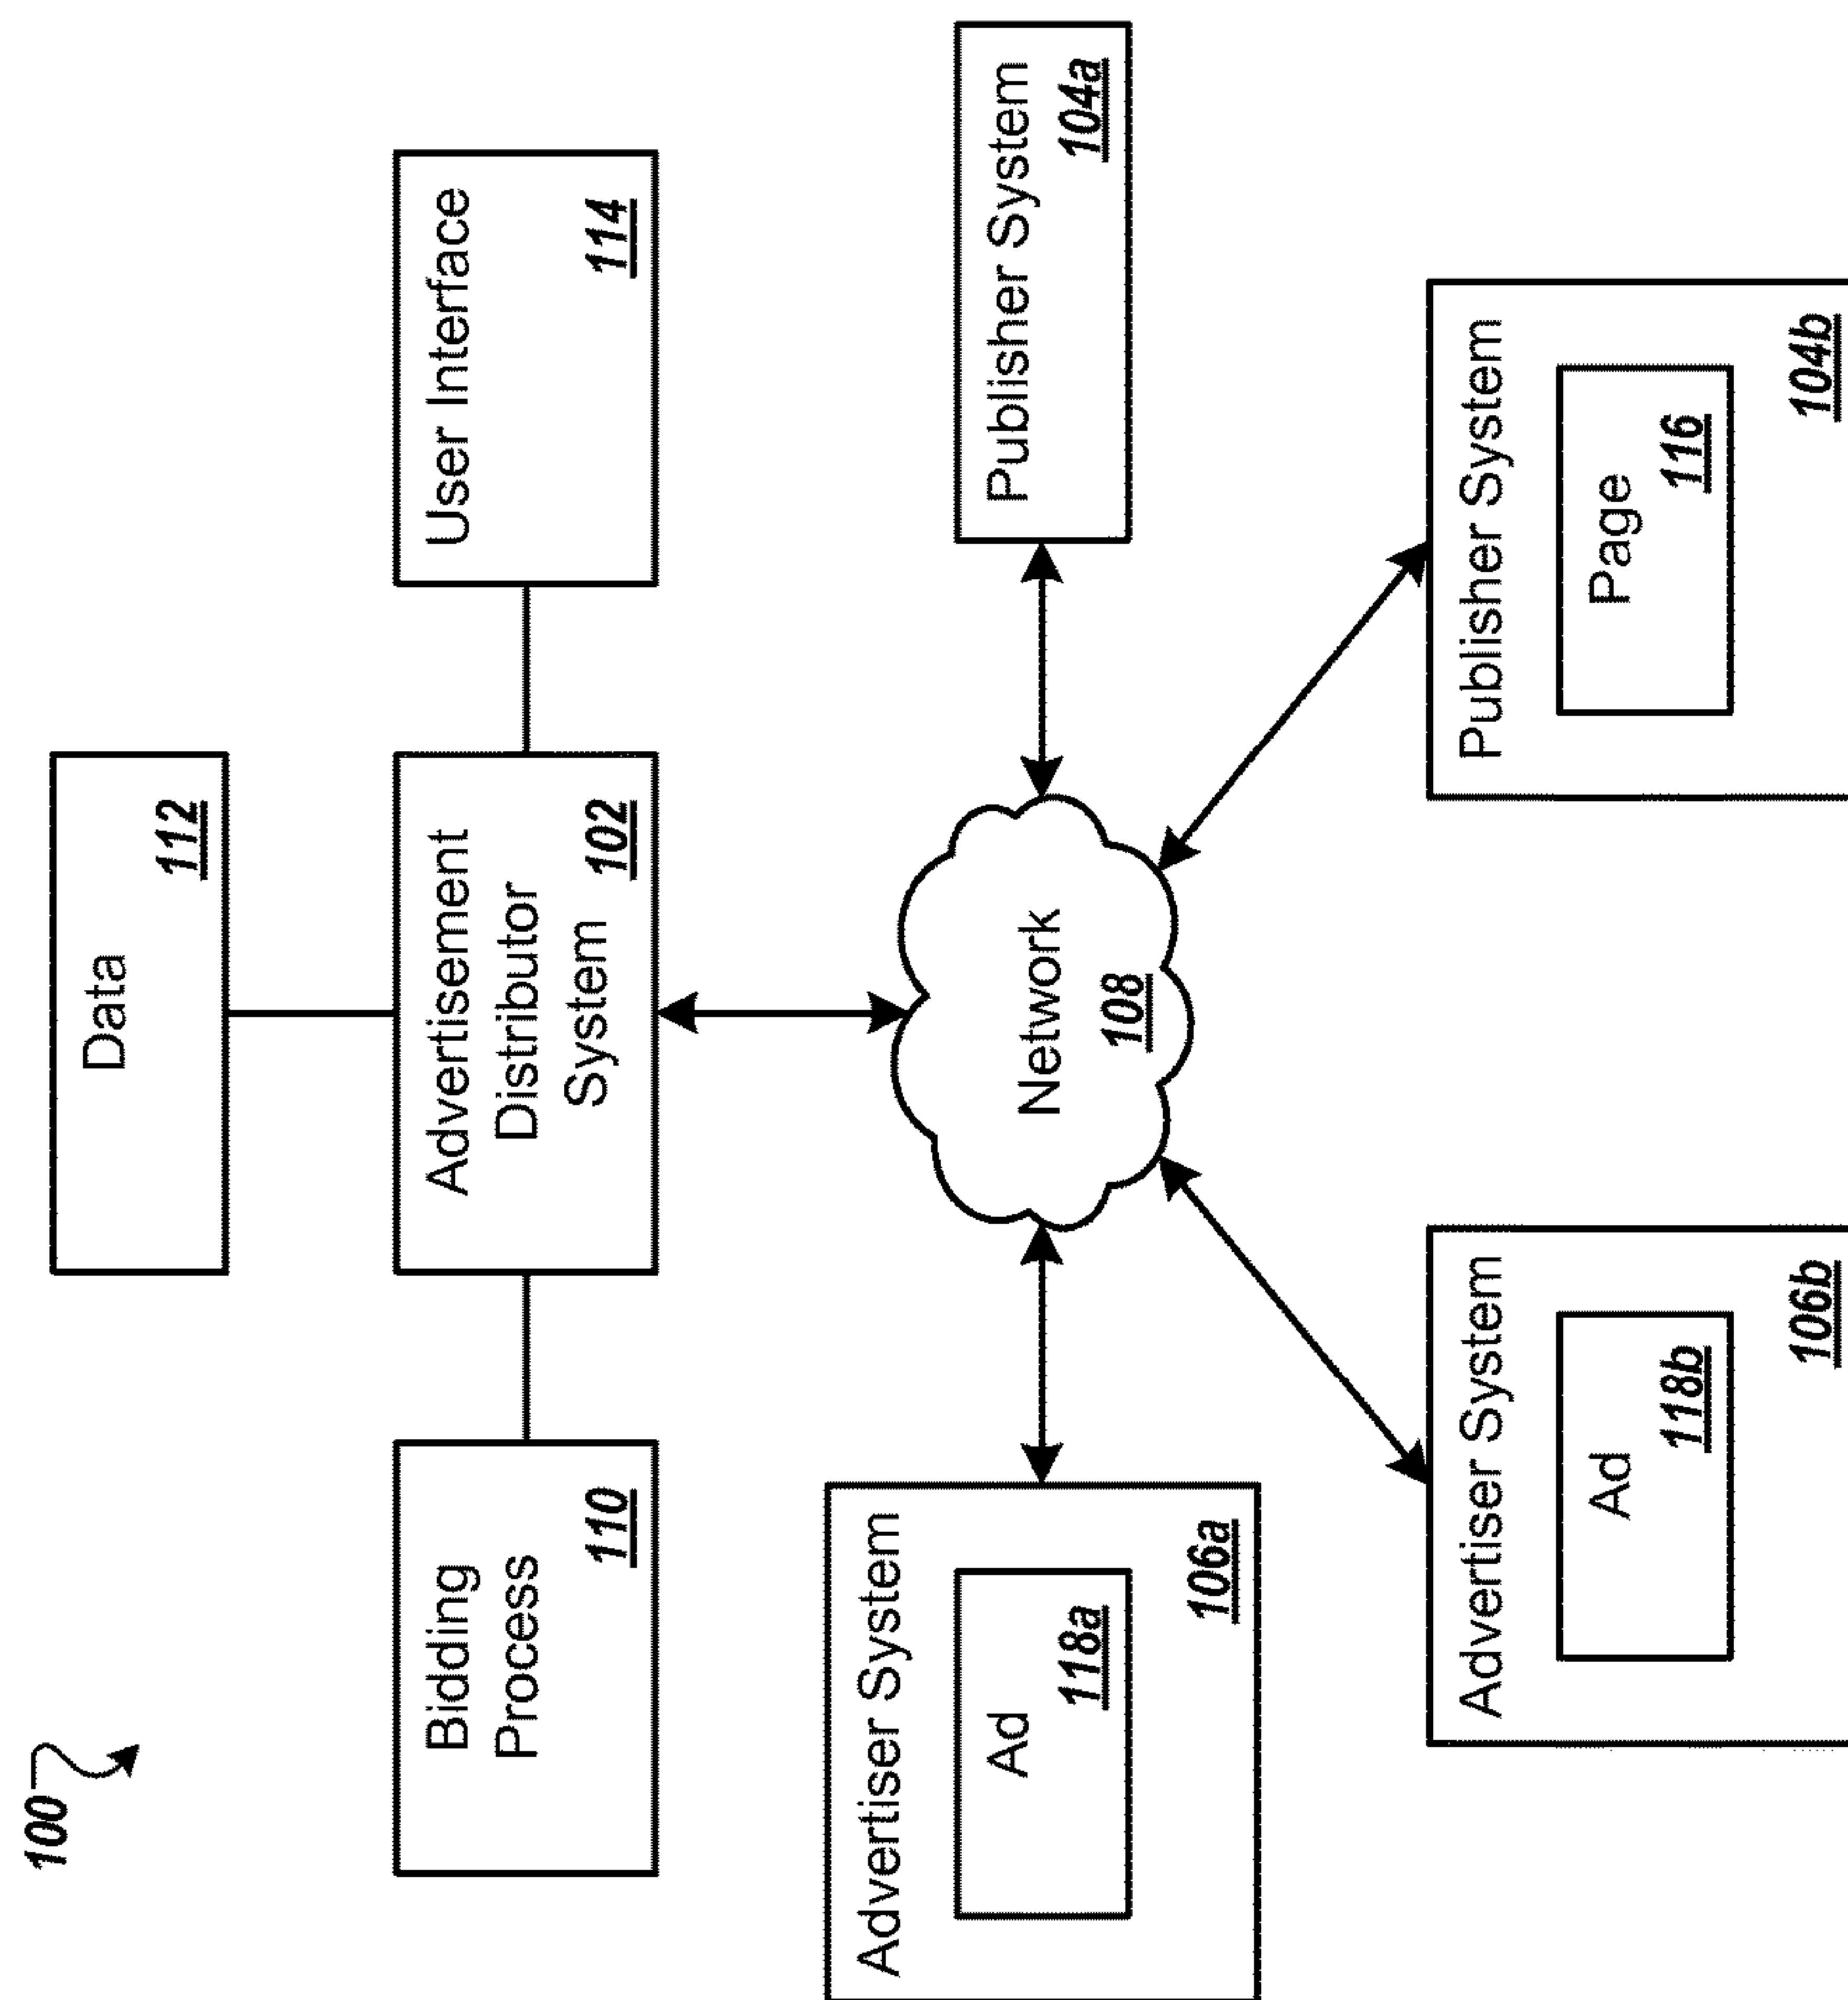 100
Data
112
Bidding
Process
110
Advertisement
Distributor
System
102
User Interface
114
Advertiser System
Ad
118a
106a
Network
108
Publisher System
104a
Advertiser System
Ad
118b
106b
Publisher System
Page
116
104b